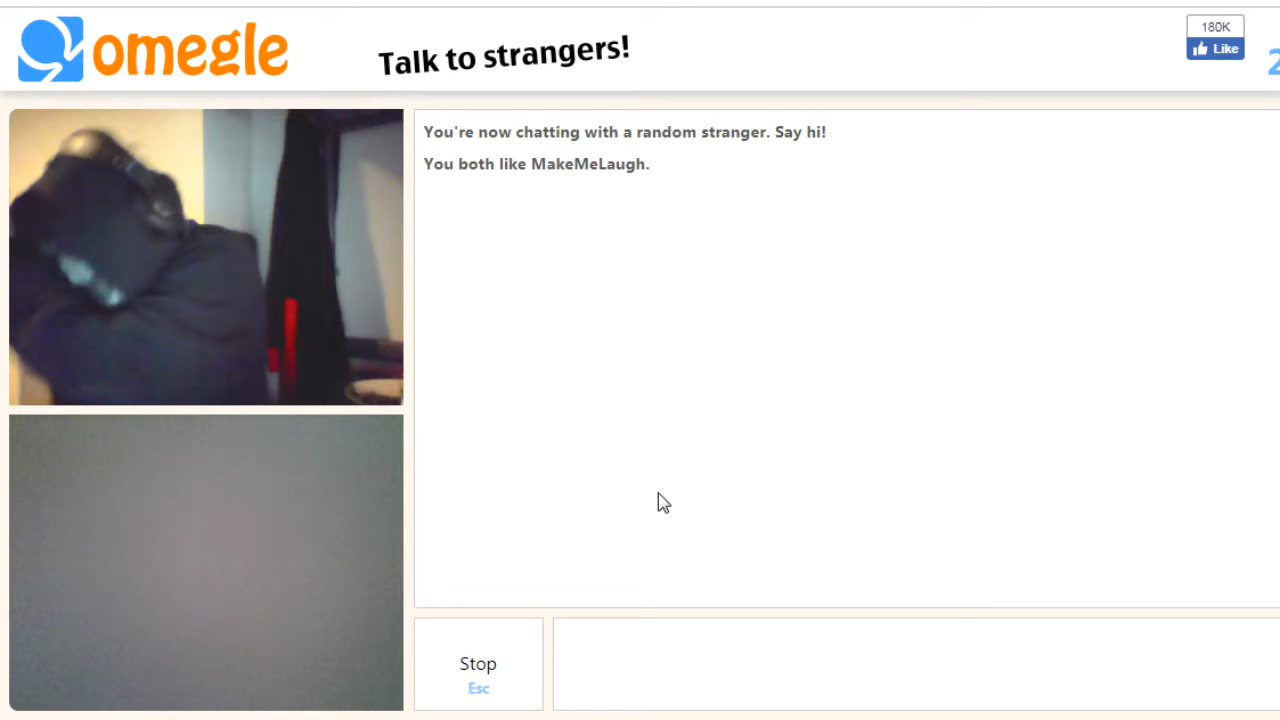 omegle
Talk to strangers!
180K
Like
2
You're now chatting with a random stranger. Say hi!
You both like MakeMeLaugh.
Stop
Esc